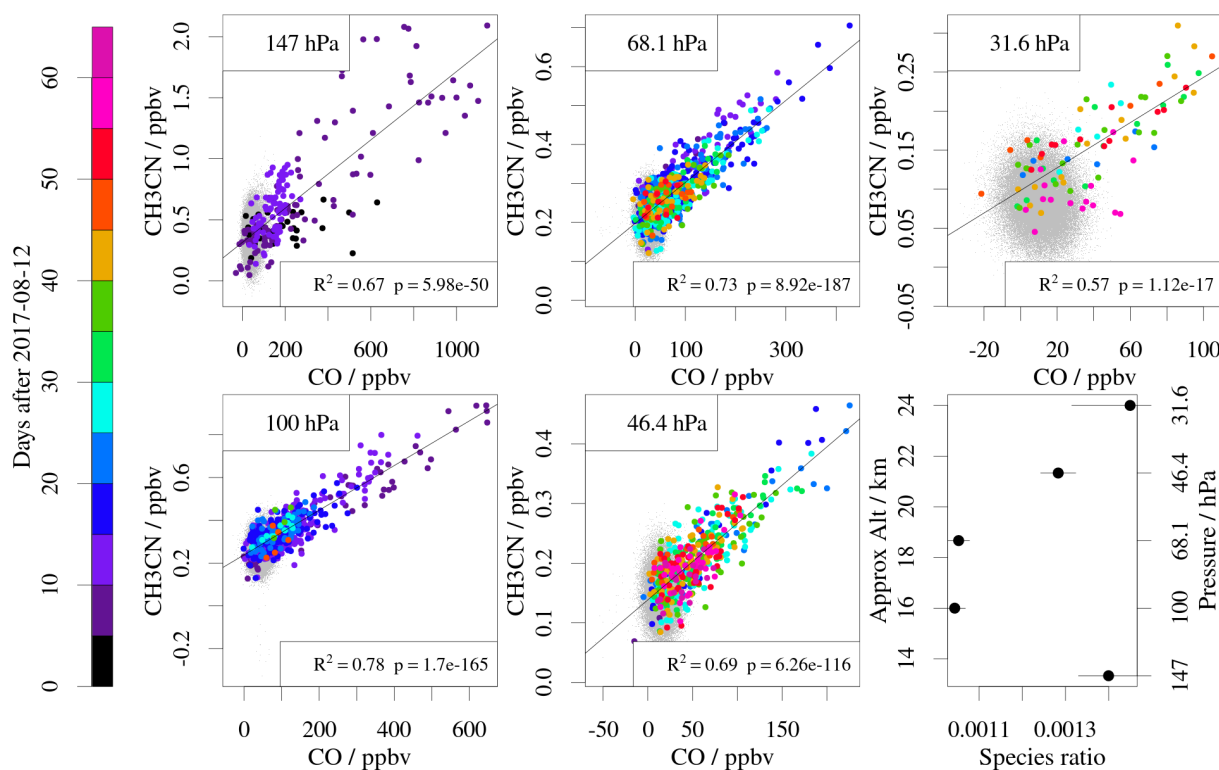 Days after 2017-08-12
0 10 20 30 40 50 60
147 hPa
CH3CN / ppbv
0.0 0.5 1.0 1.5 2.0
R² = 0.67 p = 5.98e-50
0 200 600 1000
CO / ppbv
68.1 hPa
CH3CN / ppbv
0.0 0.2 0.4 0.6
R² = 0.73 p = 8.92e-187
0 100 300
CO / ppbv
31.6 hPa
CH3CN / ppbv
-0.05 0.05 0.15 0.25
R² = 0.57 p = 1.12e-17
-20 20 60 100
CO / ppbv
100 hPa
CH3CN / ppbv
-0.2 0.2 0.6
R² = 0.78 p = 1.7e-165
0 200 400 600
CO / ppbv
46.4 hPa
CH3CN / ppbv
0.0 0.1 0.2 0.3 0.4
R² = 0.69 p = 6.26e-116
-50 0 50 150
CO / ppbv
Approx Alt / km
14 16 18 20 22 24
147 100 68.1 46.4 31.6
Pressure / hPa
0.0011 0.0013
Species ratio